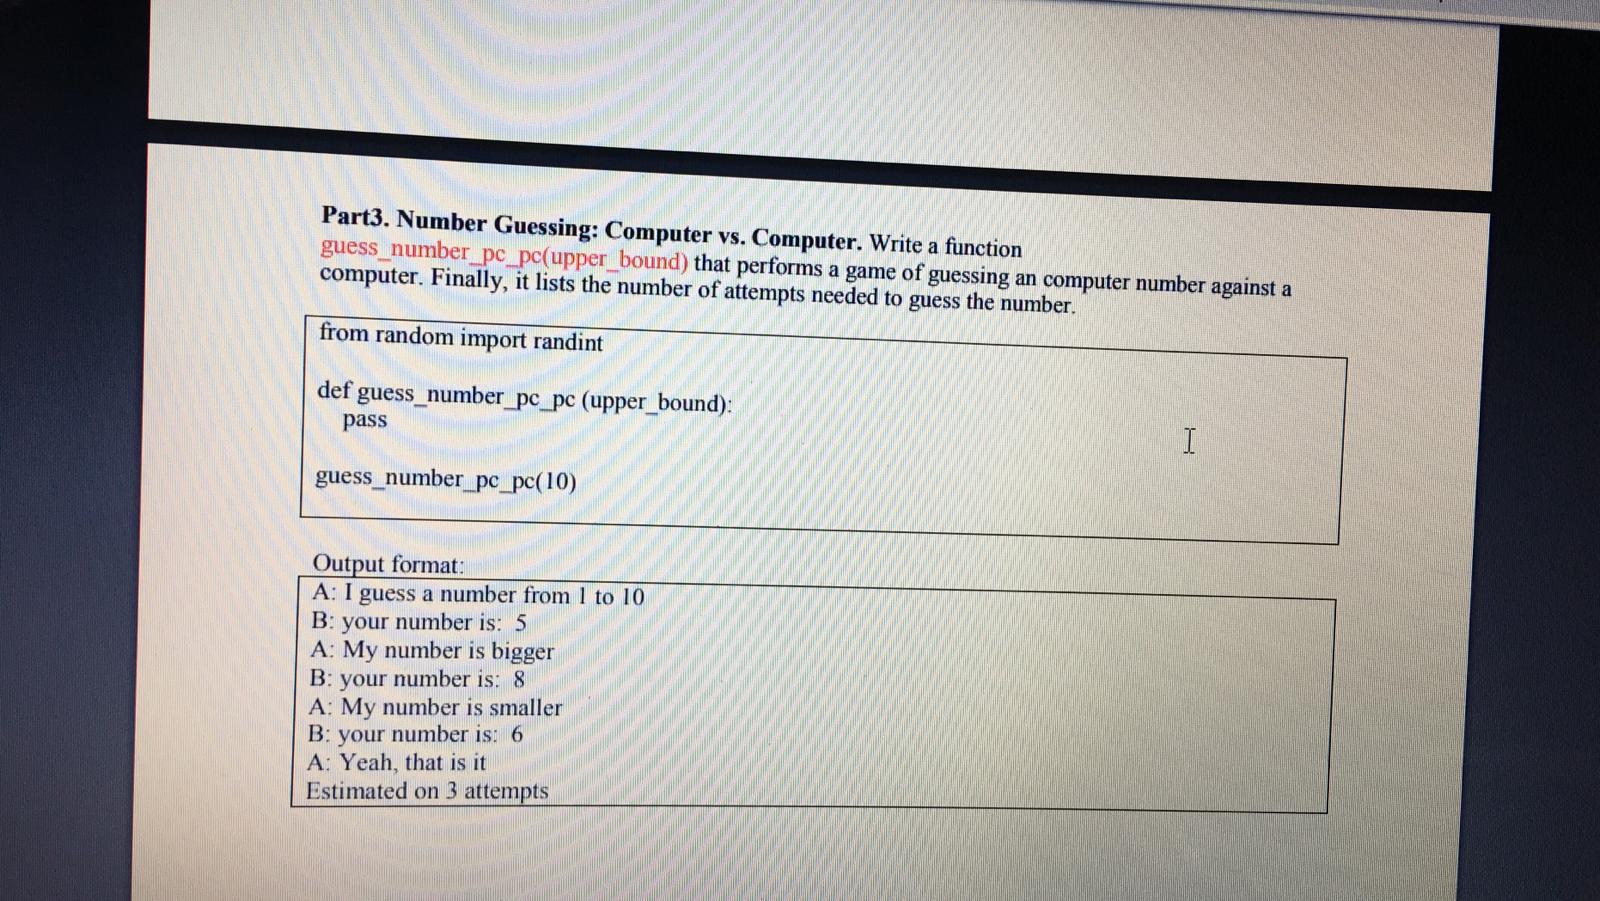 Part3. Number Guessing: Computer vs. Computer. Write a function
guess_number_pc_pc(upper_bound) that performs a game of guessing an computer number against a
computer. Finally, it lists the number of attempts needed to guess the number.
from random import randint
def guess_number_pc_pc (upper_bound):
pass
guess_number_pc_pc(10)
Output format:
A: I guess a number from 1 to 10
B: your number is: 5
A: My number is bigger
B: your number is: 8
A: My number is smaller
B: your number is: 6
A: Yeah, that is it
Estimated on 3 attempts